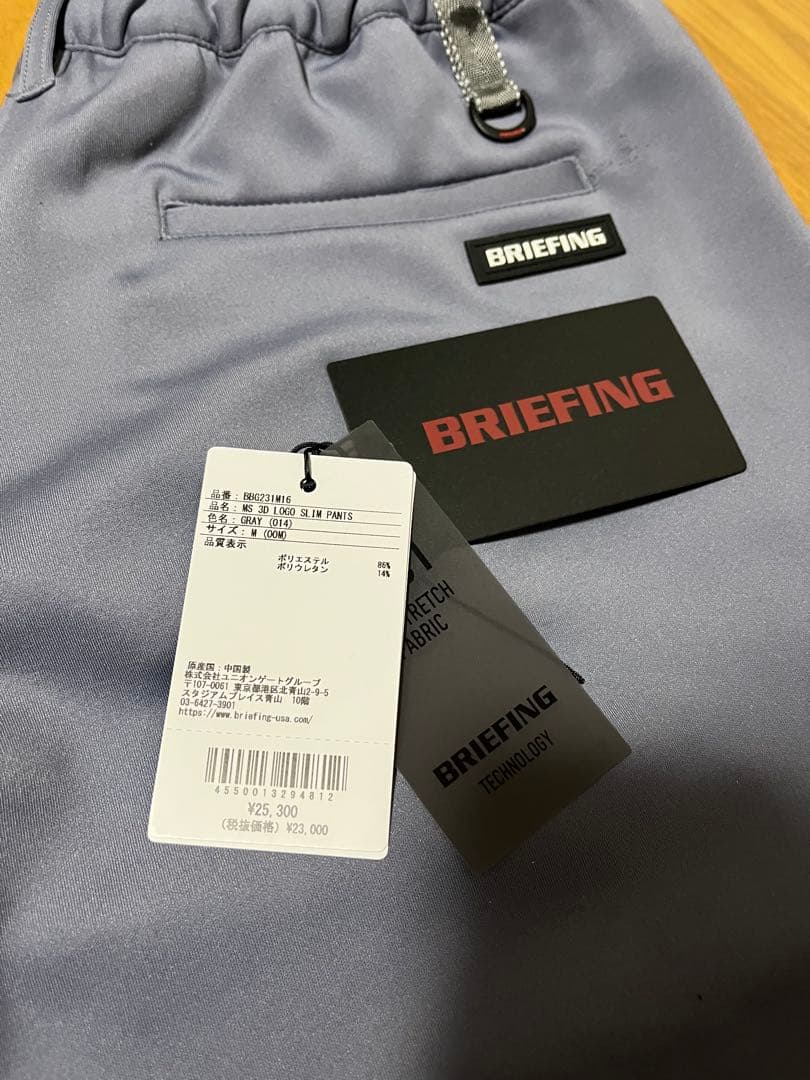 BRIEFING
BRIEFING
品番 : BBG231M16
品名 : MS 3D LOGO SLIM PANTS
色名 : GRAY (014)
サイズ : M (00M)
品質表示
ポリエステル 86%
ポリウレタン 14%
原産国 : 中国製
株式会社ユニオンゲートグループ
〒107-0061 東京都港区北青山2-9-5
スタジアムプレイス青山 10階
03-6427-3901
https://www.briefing-usa.com/
4550013294812
¥25,300
(税抜価格) ¥23,000
BRIEFING
TECHNOLOGY